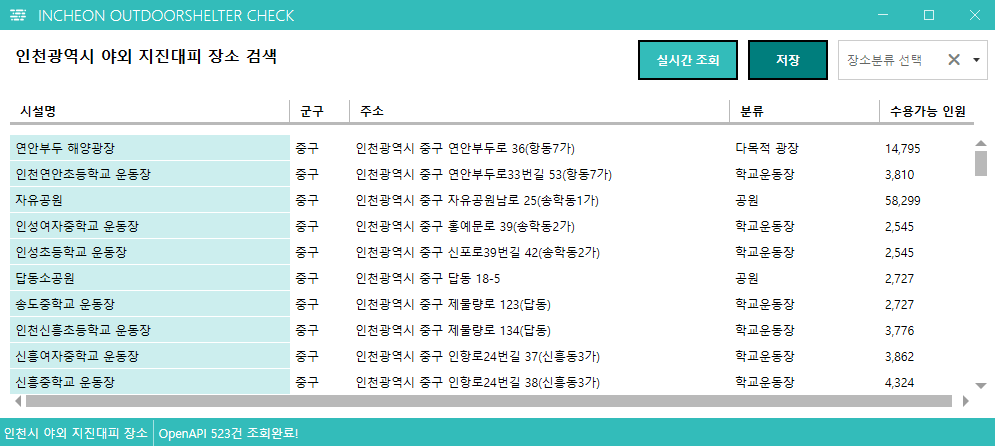 INCHEON OUTDOORSHELTER CHECK
인천광역시 야외 지진대피 장소 검색
실시간 조회 저장 장소분류 선택
시설명 군구 주소 분류 수용가능 인원
연안부두 해양광장 중구 인천광역시 중구 연안부두로 36(항동7가) 다목적 광장 14,795
인천연안초등학교 운동장 중구 인천광역시 중구 연안부두로33번길 53(항동7가) 학교운동장 3,810
자유공원 중구 인천광역시 중구 자유공원남로 25(송학동1가) 공원 58,299
인성여자중학교 운동장 중구 인천광역시 중구 홍예문로 39(송학동2가) 학교운동장 2,545
인성초등학교 운동장 중구 인천광역시 중구 신포로39번길 42(송학동2가) 학교운동장 2,545
답동소공원 중구 인천광역시 중구 답동 18-5 공원 2,727
송도중학교 운동장 중구 인천광역시 중구 제물량로 123(답동) 학교운동장 2,727
인천신흥초등학교 운동장 중구 인천광역시 중구 제물량로 134(답동) 학교운동장 3,776
신흥여자중학교 운동장 중구 인천광역시 중구 인항로24번길 37(신흥동3가) 학교운동장 3,862
신흥중학교 운동장 중구 인천광역시 중구 인항로24번길 38(신흥동3가) 학교운동장 4,324
인천시 야외 지진대피 장소 OpenAPI 523건 조회완료!